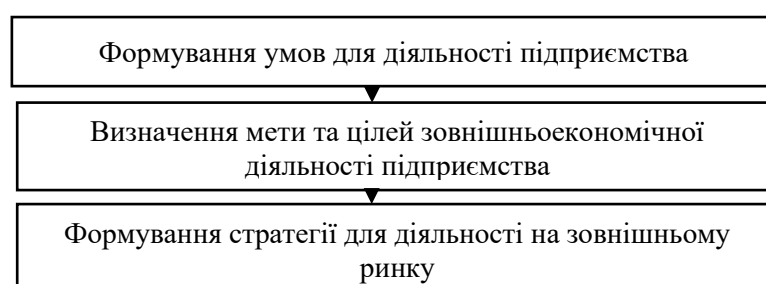 Формування умов для діяльності підприємства
Визначення мети та цілей зовнішньоекономічної
діяльності підприємства
Формування стратегії для діяльності на зовнішньому
ринку